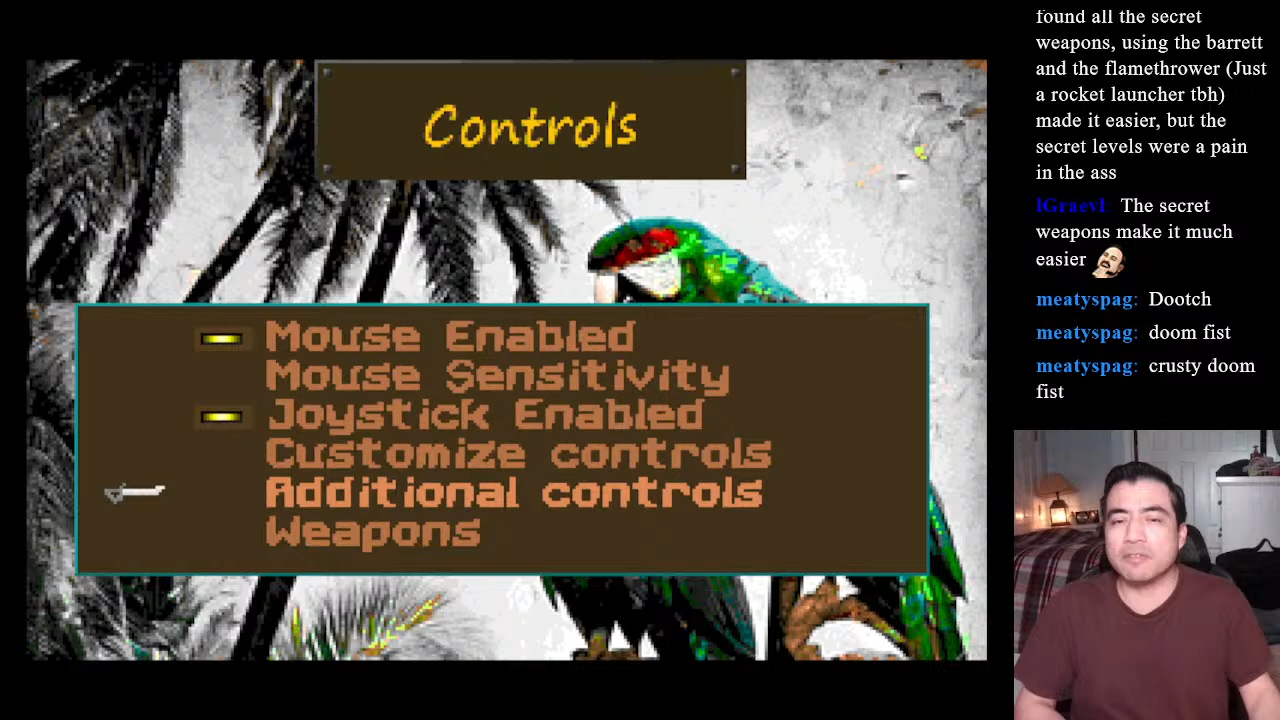 Controls
Mouse Enabled
Mouse Sensitivity
Joystick Enabled
Customize controls
Additional controls
Weapons
found all the secret
weapons, using the barrett
and the flamethrower (Just
a rocket launcher tbh)
made it easier, but the
secret levels were a pain
in the ass
lGraevl: The secret
weapons make it much
easier
meatyspag: Dootch
meatyspag: doom fist
meatyspag: crusty doom
fist